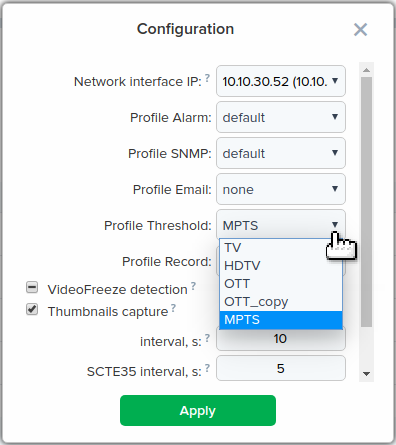 Configuration
Network interface IP: ? 10.10.30.52 (10.10.
Profile Alarm: default
Profile SNMP: default
Profile Email: none
Profile Threshold: MPTS
TV
HDTV
Profile Record:
OTT
VideoFreeze detection ?
OTT_copy
Thumbnails capture ?
MPTS
interval, s: ? 10
SCTE35 interval, s: ? 5
Apply